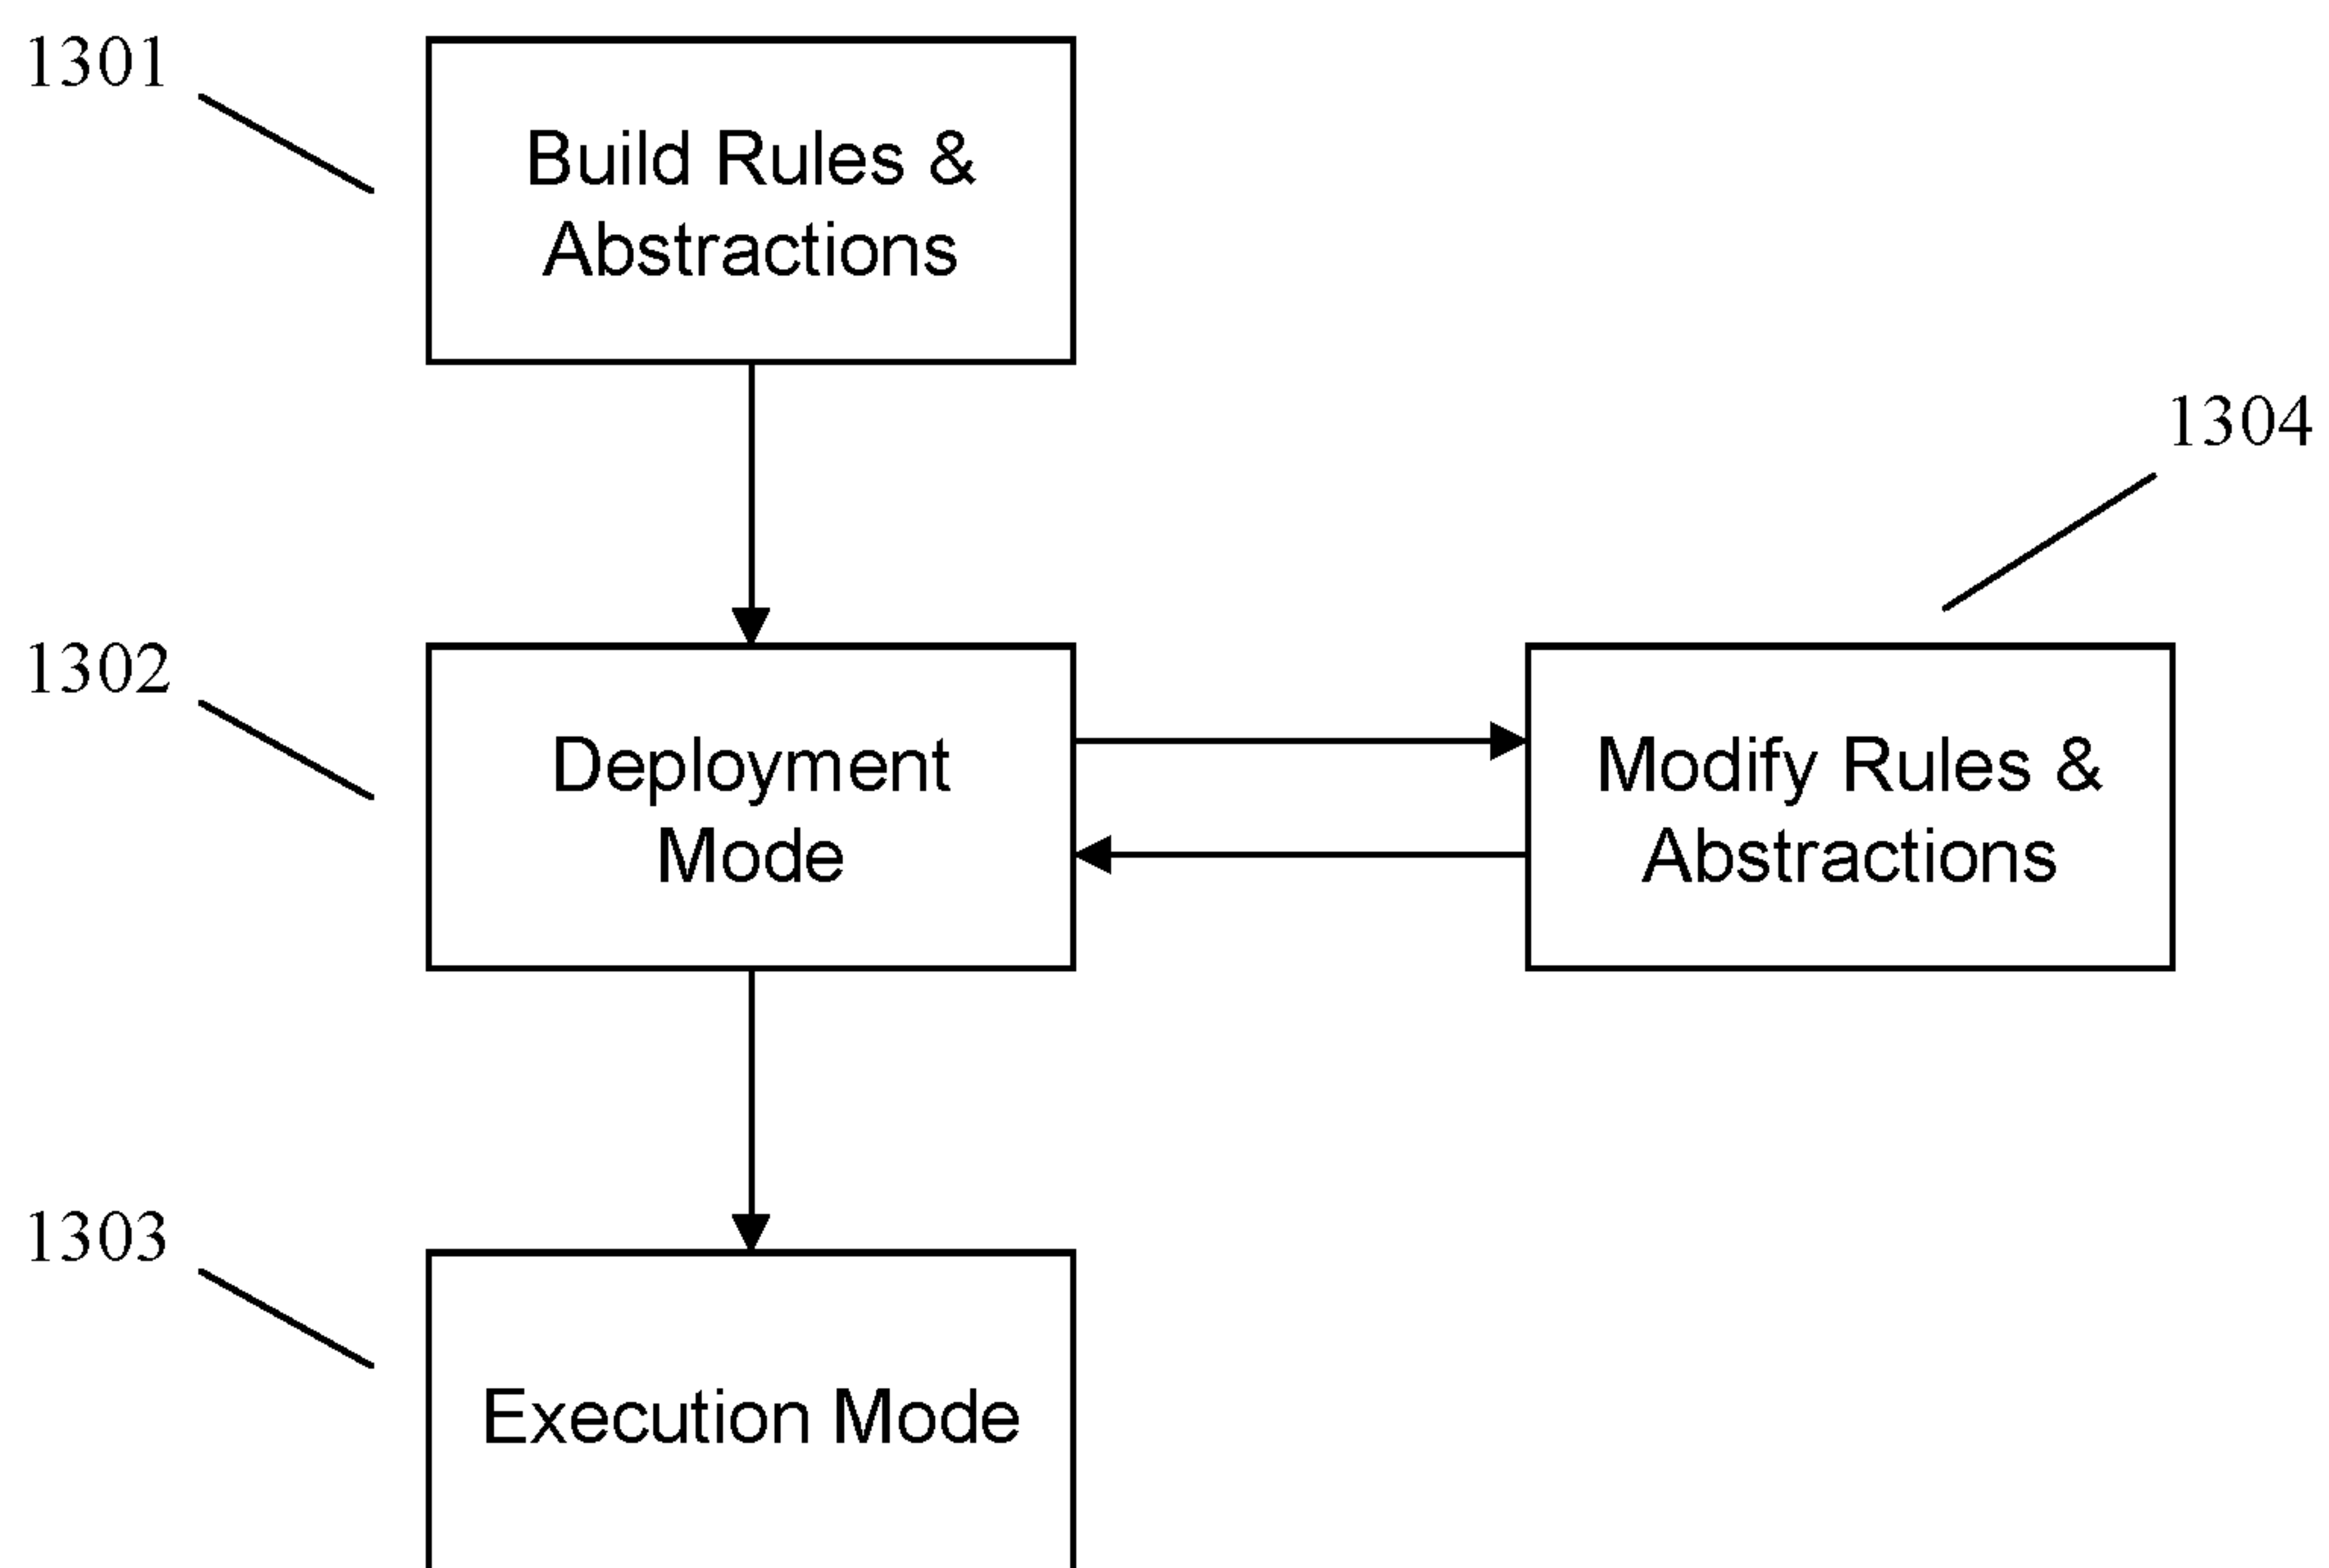 1301
Build Rules &
Abstractions
1304
1302
Deployment
Mode
Modify Rules &
Abstractions
1303
Execution Mode